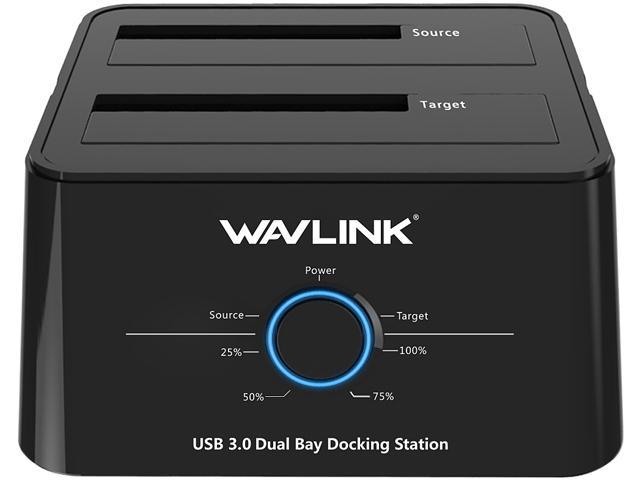 Source
Target
WAVLINK®
Power
Source
Target
25%
100%
50%
75%
USB 3.0 Dual Bay Docking Station